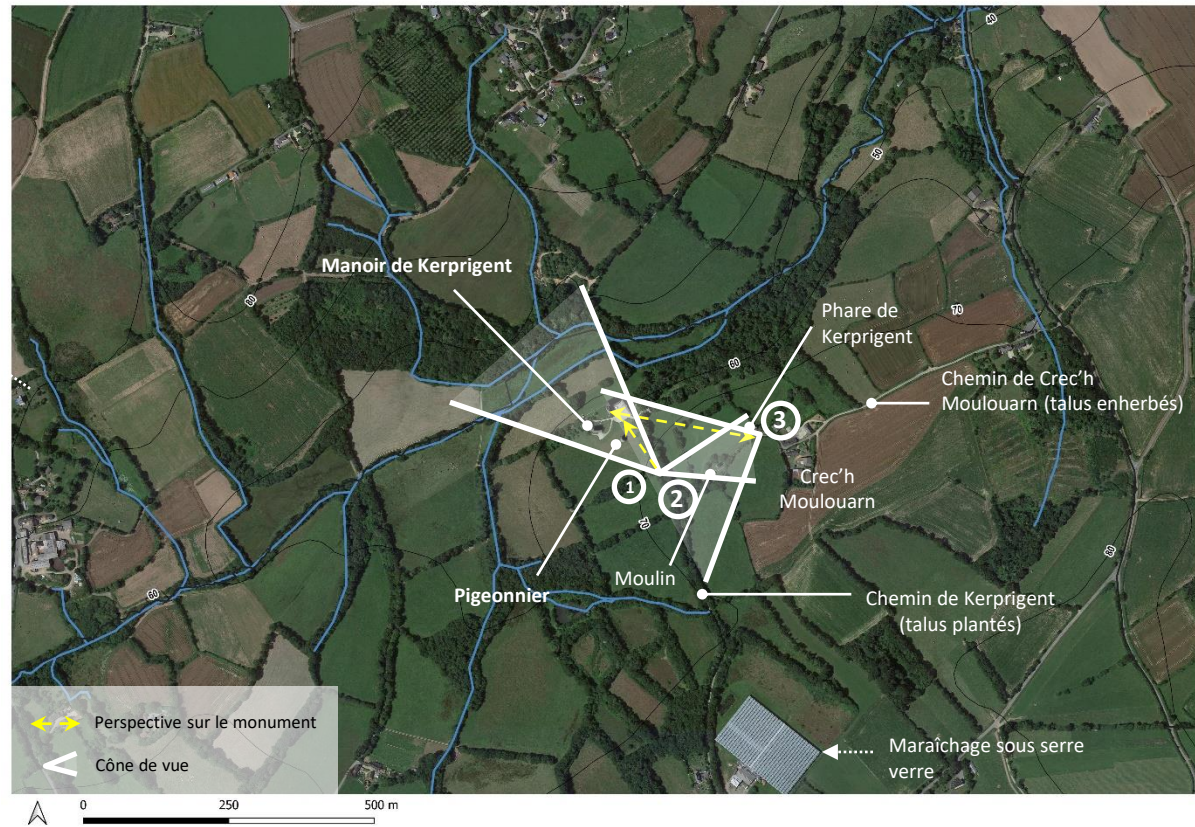 40
50
Manoir de Kerprigent
80
Phare de
Kerprigent
70
60
Chemin de Crec'h
Moulouarn (talus enherbés)
3
Crec'h
Moulouarn
1
2
70
80
Moulin
Pigeonnier
60
Chemin de Kerprigent
(talus plantés)
Perspective sur le monument
Cône de vue
Maraîchage sous serre
verre
0
250
500 m